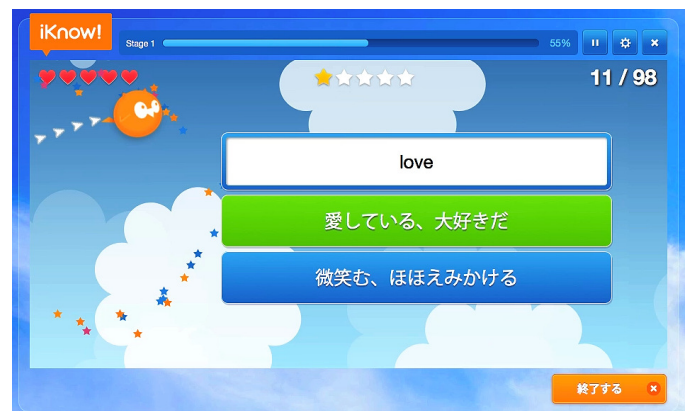 iKnow!
Stage 1
55%
11 / 98
love
愛している、大好きだ
微笑む、ほほえみかける
終了する